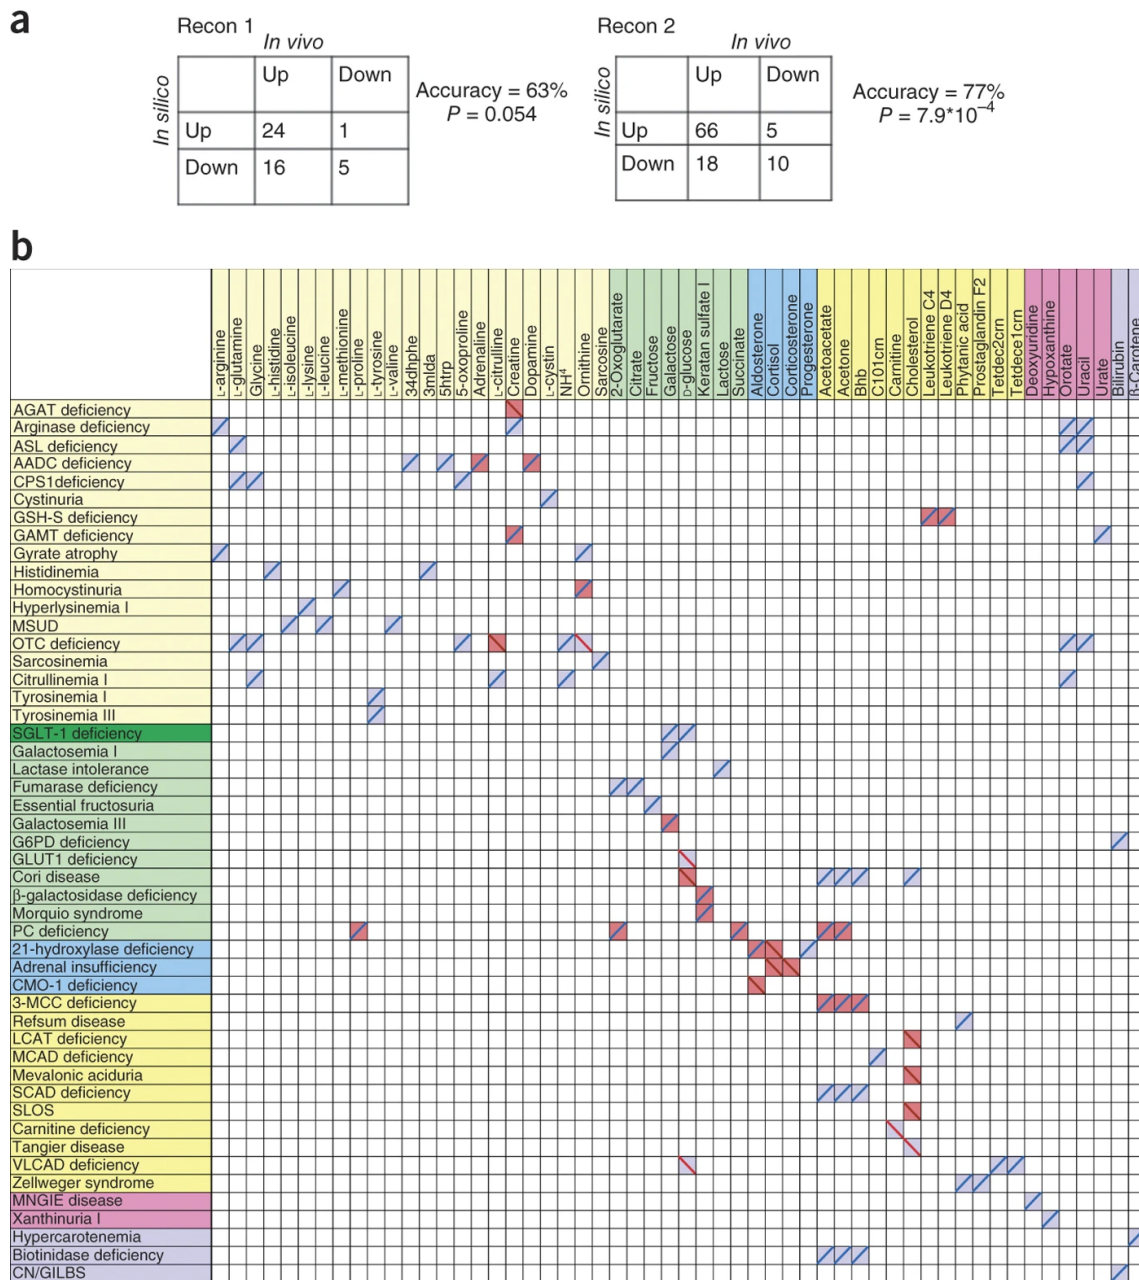 a
Recon 1
In vivo
In silico
Up Down
Up 24 1
Down 16 5
Accuracy = 63%
P = 0.054
Recon 2
In vivo
In silico
Up Down
Up 66 5
Down 18 10
Accuracy = 77%
P = 7.9*10⁻⁴
b
L-arginine
L-glutamine
Glycine
L-histidine
L-isoleucine
L-lysine
L-leucine
L-methionine
L-proline
L-tyrosine
L-valine
34dhphe
3mlda
5htrp
5-oxoproline
Adrenaline
L-citrulline
Creatine
Dopamine
L-cystin
NH⁴
Ornithine
Sarcosine
2-Oxoglutarate
Citrate
Fructose
Galactose
D-glucose
Keratan sulfate I
Lactose
Succinate
Aldosterone
Cortisol
Corticosterone
Progesterone
Acetoacetate
Acetone
Bhb
C101crn
Carnitine
Cholesterol
Leukotriene C4
Leukotriene D4
Phytanic acid
Prostaglandin F2
Tetdec2crn
Tetdece1crn
Deoxyuridine
Hypoxanthine
Orotate
Uracil
Urate
Bilirubin
β-Carotene
AGAT deficiency
Arginase deficiency
ASL deficiency
AADC deficiency
CPS1deficiency
Cystinuria
GSH-S deficiency
GAMT deficiency
Gyrate atrophy
Histidinemia
Homocystinuria
Hyperlysinemia I
MSUD
OTC deficiency
Sarcosinemia
Citrullinemia I
Tyrosinemia I
Tyrosinemia III
SGLT-1 deficiency
Galactosemia I
Lactase intolerance
Fumarase deficiency
Essential fructosuria
Galactosemia III
G6PD deficiency
GLUT1 deficiency
Cori disease
β-galactosidase deficiency
Morquio syndrome
PC deficiency
21-hydroxylase deficiency
Adrenal insufficiency
CMO-1 deficiency
3-MCC deficiency
Refsum disease
LCAT deficiency
MCAD deficiency
Mevalonic aciduria
SCAD deficiency
SLOS
Carnitine deficiency
Tangier disease
VLCAD deficiency
Zellweger syndrome
MNGIE disease
Xanthinuria I
Hypercarotenemia
Biotinidase deficiency
CN/GILBS